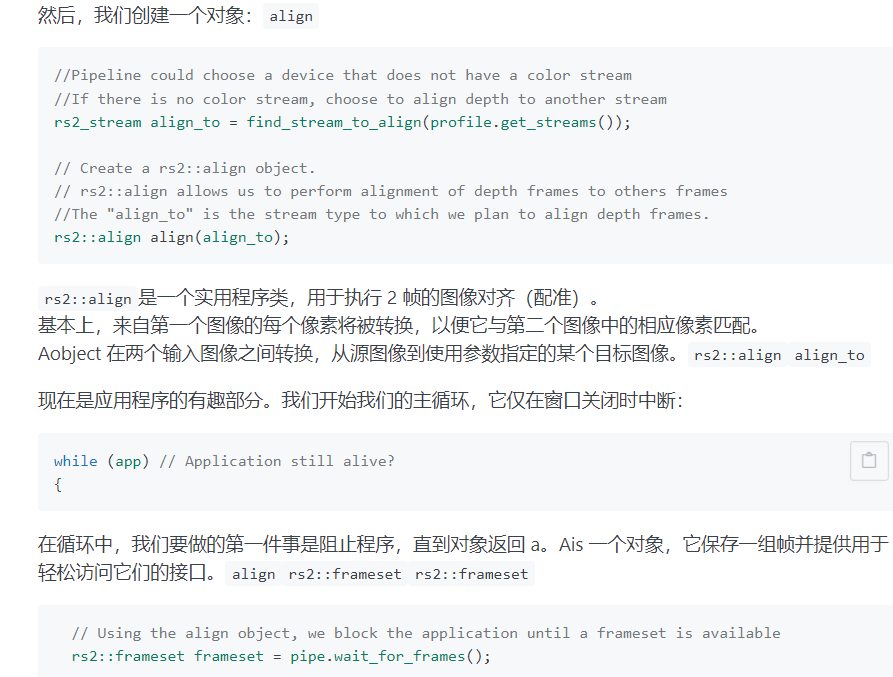 然后，我们创建一个对象： align
//Pipeline could choose a device that does not have a color stream
//If there is no color stream, choose to align depth to another stream
rs2_stream align_to = find_stream_to_align(profile.get_streams());
// Create a rs2::align object.
// rs2::align allows us to perform alignment of depth frames to others frames
//The "align_to" is the stream type to which we plan to align depth frames.
rs2::align align(align_to);
rs2::align 是一个实用程序类，用于执行 2 帧的图像对齐（配准）。
基本上，来自第一个图像的每个像素将被转换，以便它与第二个图像中的相应像素匹配。
Aobject 在两个输入图像之间转换，从源图像到使用参数指定的某个目标图像。 rs2::align align_to
现在是应用程序的有趣部分。我们开始我们的主循环，它仅在窗口关闭时中断：
while (app) // Application still alive?
{
在循环中，我们要做的第一件事是阻止程序，直到对象返回 a。Ais 一个对象，它保存一组帧并提供用于
轻松访问它们的接口。 align rs2::frameset rs2::frameset
// Using the align object, we block the application until a frameset is available
rs2::frameset frameset = pipe.wait_for_frames();